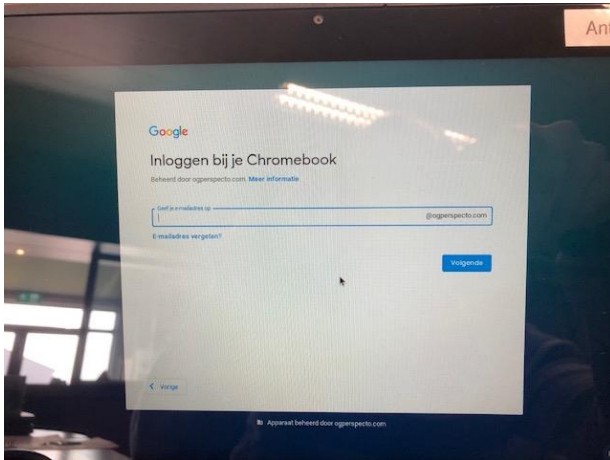 Ant
Google
Inloggen bij je Chromebook
Beheerd door ogperspecto.com. Meer informatie
Geef je e-mailadres op
@ogperspecto.com
E-mailadres vergeten?
Volgende
Vorige
Apparaat beheerd door ogperspecto.com